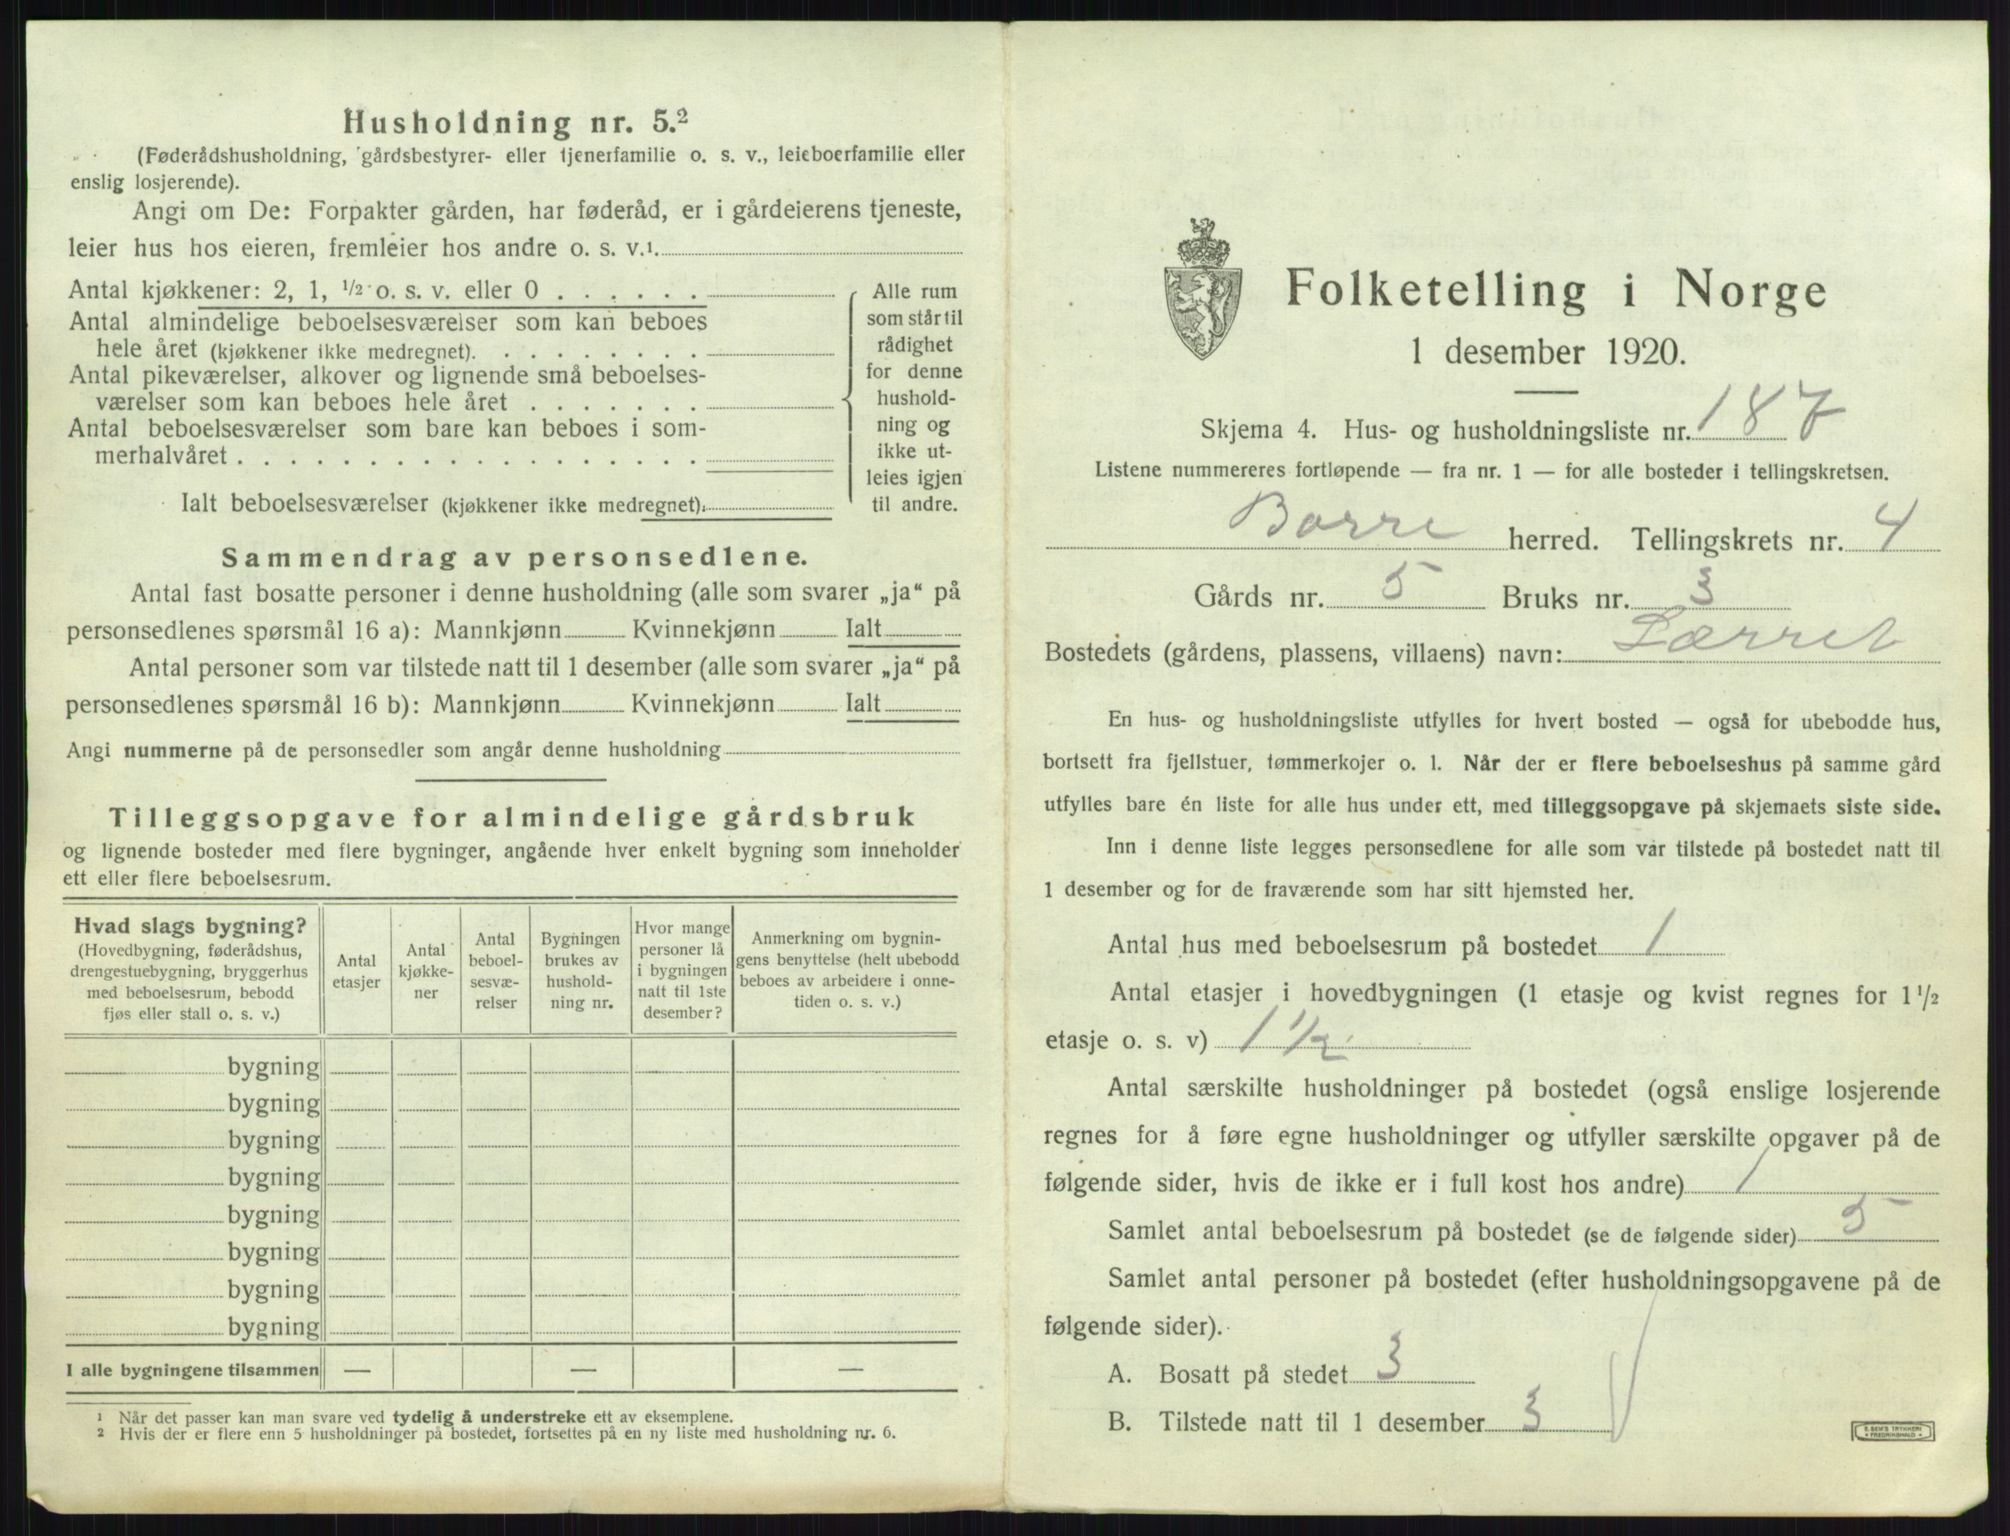 Husholdning nr. 5.²
(Føderådshusholdning, gårdsbestyrer- eller tjenerfamilie o. s. v., leieboerfamilie eller
enslig losjerende).
Angi om De: Forpakter gården, har føderåd, er i gårdeierens tjeneste,
leier hus hos eieren, fremleier hos andre o. s. v.¹
Antal kjøkkener: 2, 1, ½ o. s. v. eller 0
Antal almindelige beboelsesværelser som kan beboes
hele året (kjøkkener ikke medregnet).
Antal pikeværelser, alkover og lignende små beboelses-
værelser som kan beboes hele året
Antal beboelsesværelser som bare kan beboes i som-
merhalvåret
Ialt beboelsesværelser (kjøkkener ikke medregnet).
Alle rum
som står til
rådighet
for denne
hushold-
ning og
ikke ut-
leies igjen
til andre.
Sammendrag av personsedlene.
Antal fast bosatte personer i denne husholdning (alle som svarer „ja“ på
personsedlenes spørsmål 16 a): Mannkjønn Kvinnekjønn Ialt
Antal personer som var tilstede natt til 1 desember (alle som svarer „ja“ på
personsedlenes spørsmål 16 b): Mannkjønn Kvinnekjønn Ialt
Angi nummerne på de personsedler som angår denne husholdning
Tilleggsopgave for almindelige gårdsbruk
og lignende bosteder med flere bygninger, angående hver enkelt bygning som inneholder
ett eller flere beboelsesrum.
Hvad slags bygning?
(Hovedbygning, føderådshus,
drengestuebygning, bryggerhus
med beboelsesrum, bebodd
fjøs eller stall o. s. v.)
Antal
etasjer
Antal
kjøkke-
ner
Antal
beboel-
sesvæ-
relser
Bygningen
brukes av
hushold-
ning nr.
Hvor mange
personer lå
i bygningen
natt til 1ste
desember?
Anmerkning om bygnin-
gens benyttelse (helt ubebodd
beboes av arbeidere i onne-
tiden o. s. v.)
bygning
bygning
bygning
bygning
bygning
bygning
bygning
bygning
I alle bygningene tilsammen — — —
¹ Når det passer kan man svare ved tydelig å understreke ett av eksemplene.
² Hvis der er flere enn 5 husholdninger på bostedet, fortsettes på en ny liste med husholdning nr. 6.
Folketelling i Norge
1 desember 1920.
Skjema 4. Hus- og husholdningsliste nr. 187
Listene nummereres fortløpende — fra nr. 1 — for alle bosteder i tellingskretsen.
Borre herred. Tellingskrets nr. 4
Gårds nr. 5 Bruks nr. 3
Bostedets (gårdens, plassens, villaens) navn: Lærret
En hus- og husholdningsliste utfylles for hvert bosted — også for ubebodde hus,
bortsett fra fjellstuer, tømmerkojer o. l. Når der er flere beboelseshus på samme gård
utfylles bare én liste for alle hus under ett, med tilleggsopgave på skjemaets siste side.
Inn i denne liste legges personsedlene for alle som var tilstede på bostedet natt til
1 desember og for de fraværende som har sitt hjemsted her.
Antal hus med beboelsesrum på bostedet 1
Antal etasjer i hovedbygningen (1 etasje og kvist regnes for 1½
etasje o. s. v) 1½
Antal særskilte husholdninger på bostedet (også enslige losjerende
regnes for å føre egne husholdninger og utfyller særskilte opgaver på de
følgende sider, hvis de ikke er i full kost hos andre) 1
Samlet antal beboelsesrum på bostedet (se de følgende sider) 5
Samlet antal personer på bostedet (efter husholdningsopgavene på de
følgende sider).
A. Bosatt på stedet 3
B. Tilstede natt til 1 desember 3
E. SEM'S TRYKKERI
FREDRIKSHALD